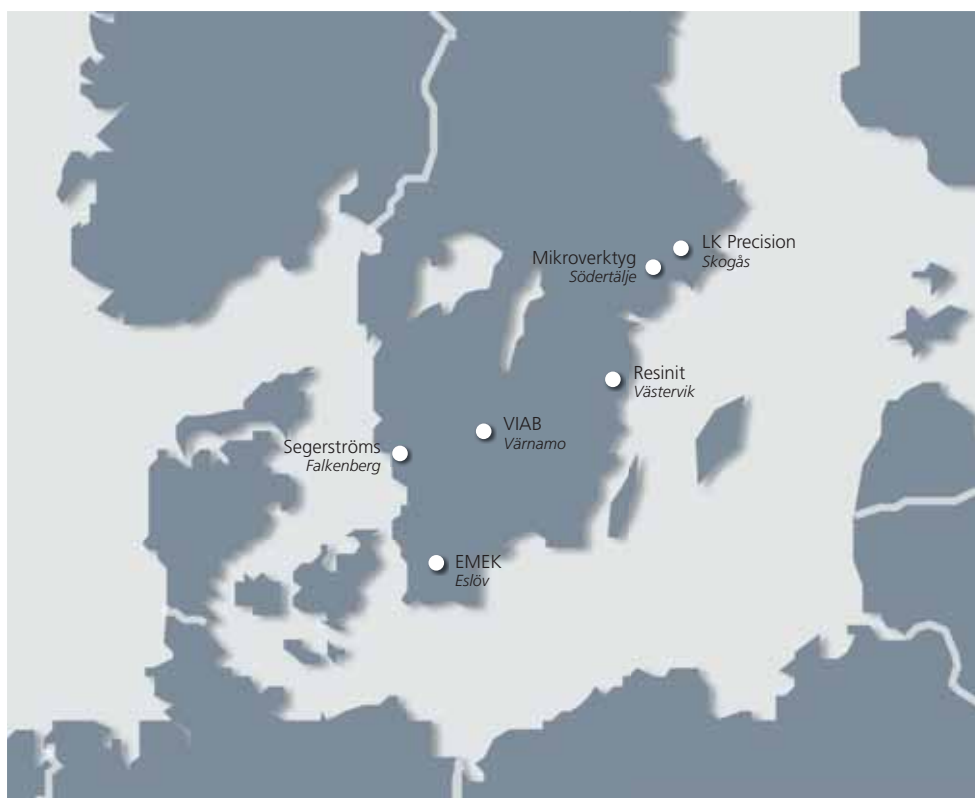 LK Precision
Skogås
Mikroverktyg
Södertälje
Resinit
Västervik
VIAB
Värnamo
Segerströms
Falkenberg
EMEK
Eslöv